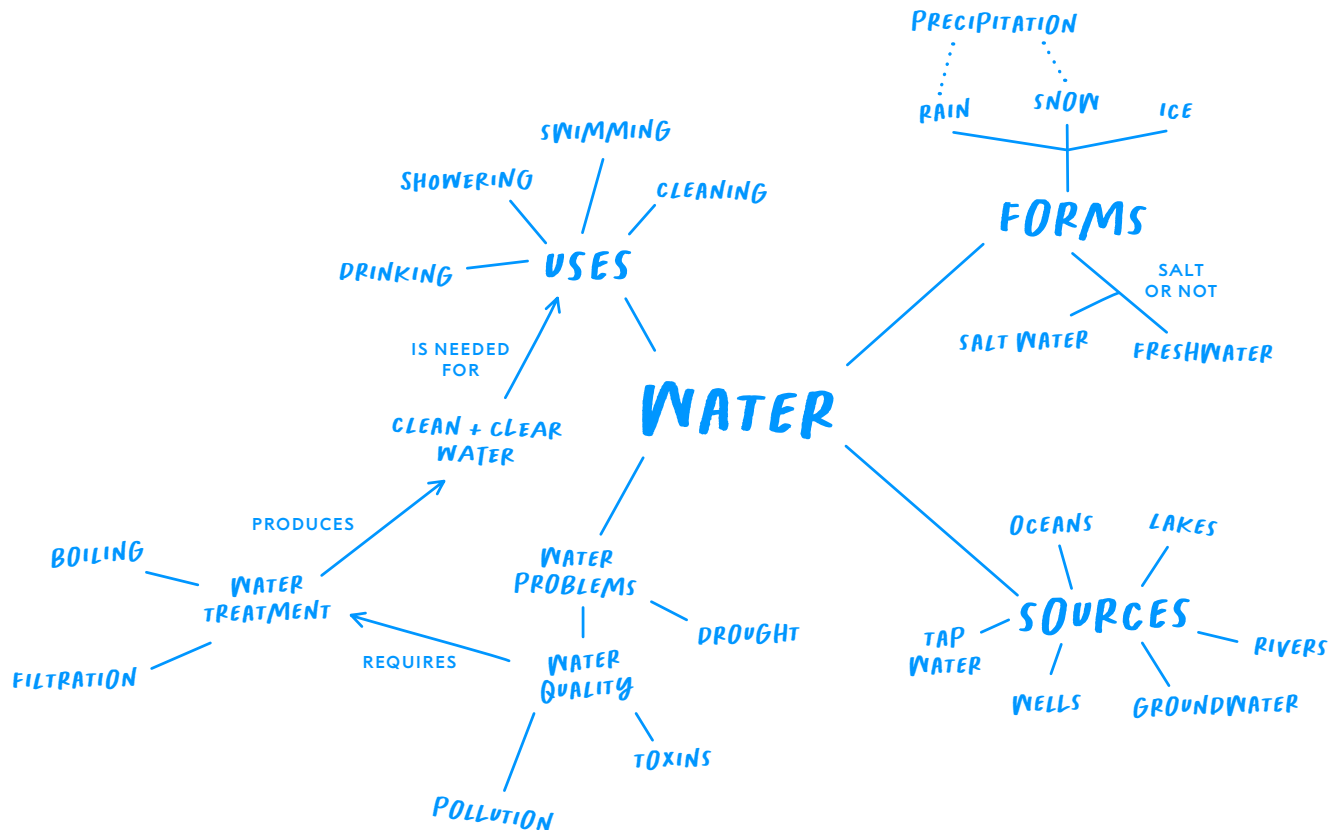 PRECIPITATION
RAIN
SNOW
ICE
FORMS
SALT
OR NOT
SALT WATER
FRESHWATER
SWIMMING
SHOWERING
CLEANING
DRINKING
USES
IS NEEDED
FOR
CLEAN + CLEAR
WATER
WATER
PRODUCES
BOILING
WATER
TREATMENT
FILTRATION
REQUIRES
WATER
PROBLEMS
DROUGHT
WATER
QUALITY
TOXINS
POLLUTION
OCEANS
LAKES
SOURCES
TAP
WATER
RIVERS
WELLS
GROUNDWATER